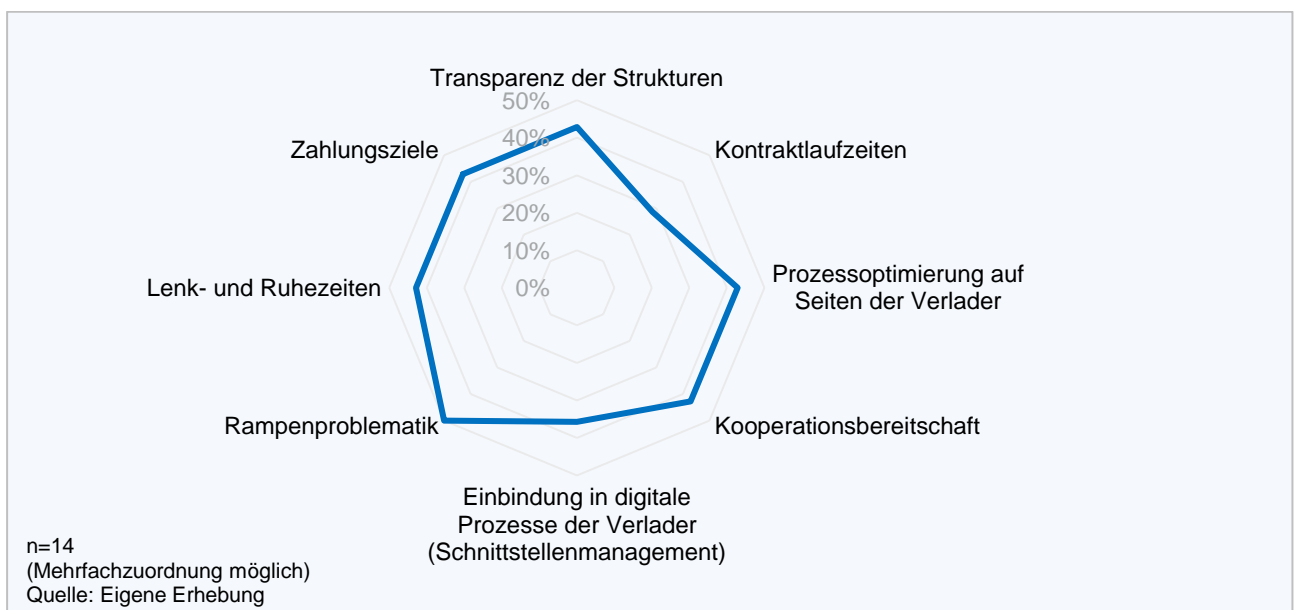 Transparenz der Strukturen
50%
Zahlungsziele
40%
Kontraktlaufzeiten
30%
20%
10%
Lenk- und Ruhezeiten
0%
Prozessoptimierung auf
Seiten der Verlader
Rampenproblematik
Kooperationsbereitschaft
Einbindung in digitale
Prozesse der Verlader
(Schnittstellenmanagement)
n=14
(Mehrfachzuordnung möglich)
Quelle: Eigene Erhebung